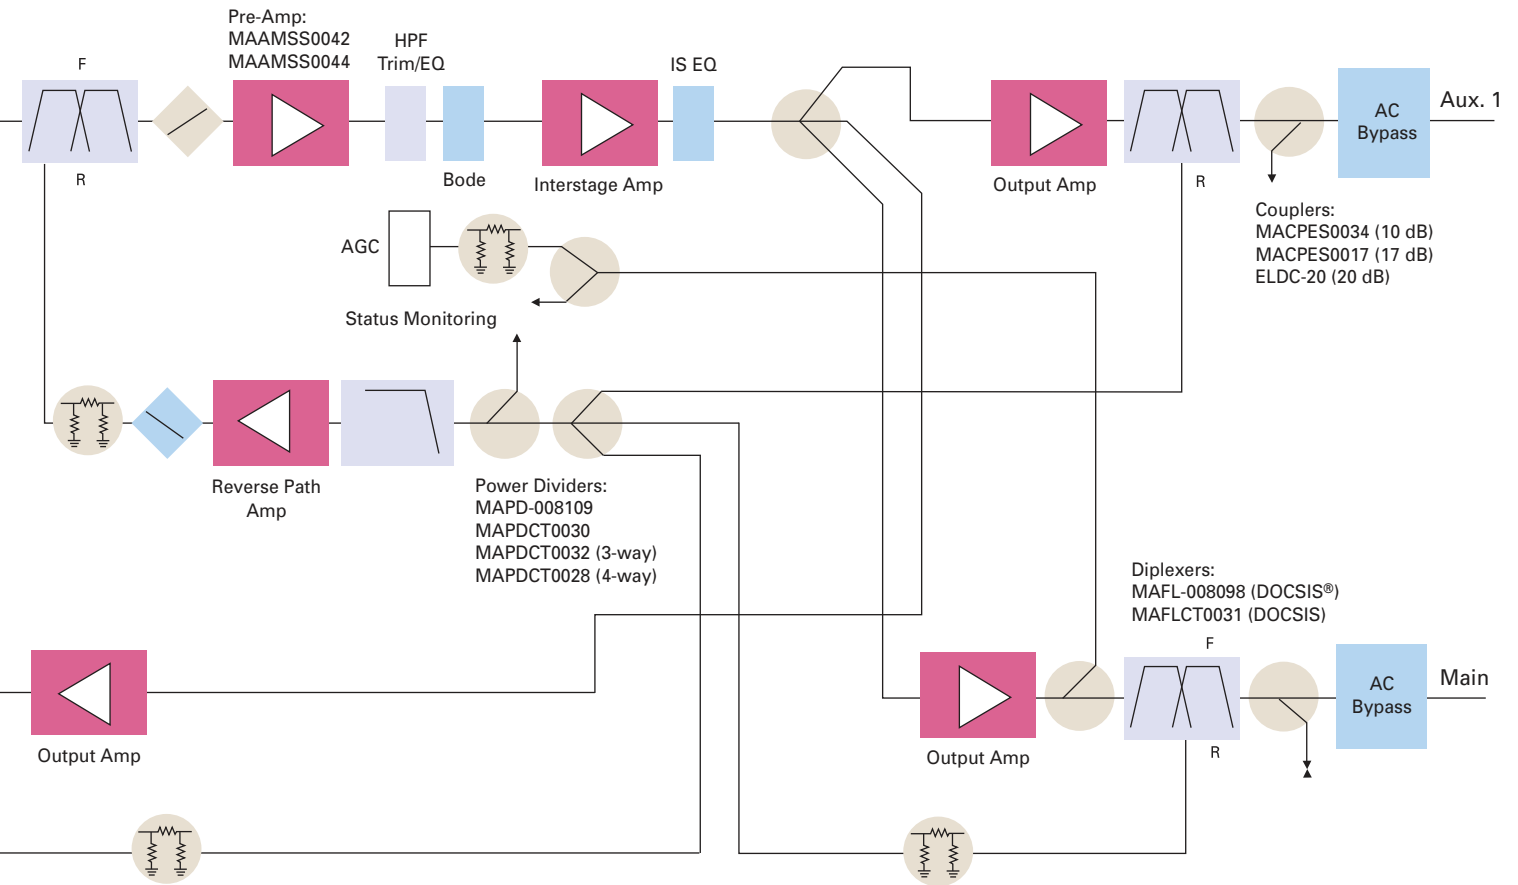 Pre-Amp:
MAAMSS0042
MAAMSS0044
HPF
Trim/EQ
F
IS EQ
R
Bode
Interstage Amp
Output Amp
R
AC
Bypass
Aux. 1
Couplers:
MACPES0034 (10 dB)
MACPES0017 (17 dB)
ELDC-20 (20 dB)
AGC
Status Monitoring
Reverse Path
Amp
Power Dividers:
MAPD-008109
MAPDCT0030
MAPDCT0032 (3-way)
MAPDCT0028 (4-way)
Diplexers:
MAFL-008098 (DOCSIS®)
MAFLCT0031 (DOCSIS)
F
Output Amp
Output Amp
R
AC
Bypass
Main